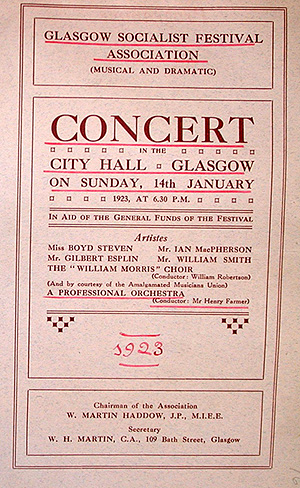 GLASGOW SOCIALIST FESTIVAL
ASSOCIATION
(MUSICAL AND DRAMATIC)
CONCERT
IN THE
CITY HALL GLASGOW
ON SUNDAY, 14th JANUARY
1923, AT 6.30 P.M.
IN AID OF THE GENERAL FUNDS OF THE FESTIVAL
Artistes
Miss BOYD STEVEN Mr. IAN MacPHERSON
Mr. GILBERT ESPLIN Mr. WILLIAM SMITH
THE "WILLIAM MORRIS" CHOIR
(Conductor: William Robertson)
(And by courtesy of the Amalgamated Musicians Union)
A PROFESSIONAL ORCHESTRA
(Conductor: Mr Henry Farmer)
1923
Chairman of the Association
W. MARTIN HADDOW, J.P., M.I.E.E.
Secretary
W. H. MARTIN, C.A., 109 Bath Street, Glasgow